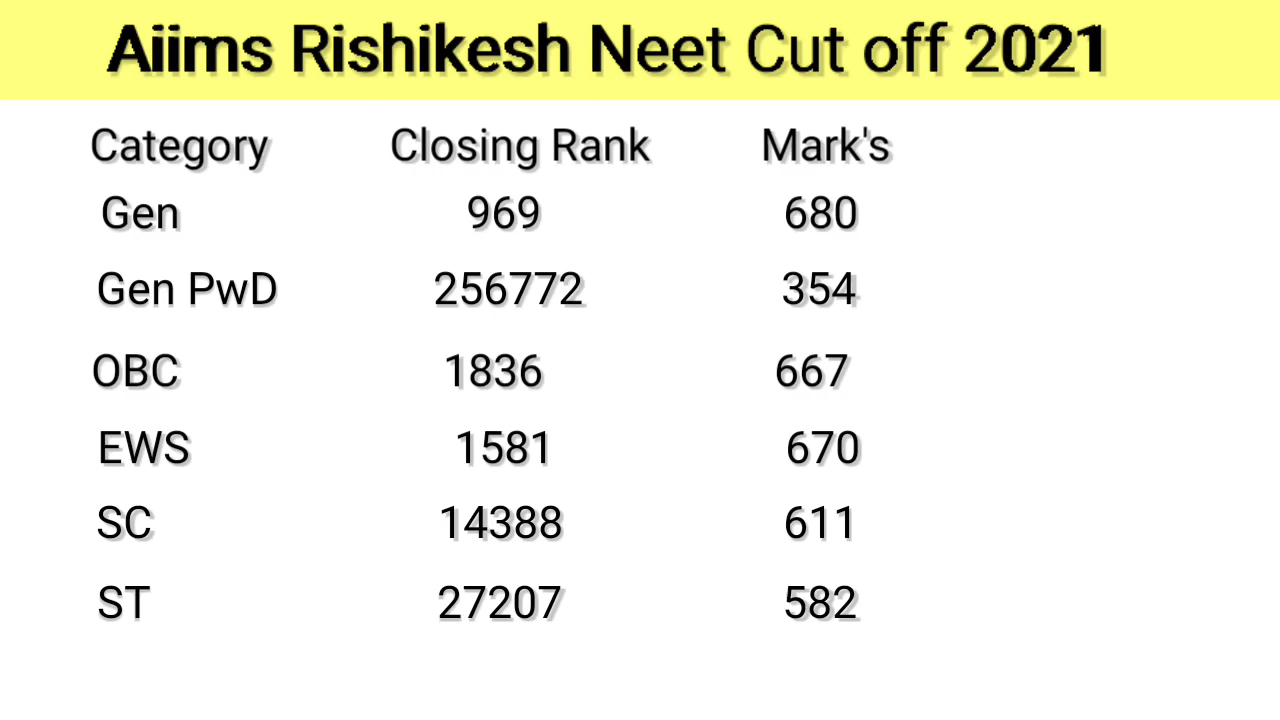 Aiims Rishikesh Neet Cut off 2021
Category Closing Rank Mark's
Gen 969 680
Gen PwD 256772 354
OBC 1836 667
EWS 1581 670
SC 14388 611
ST 27207 582